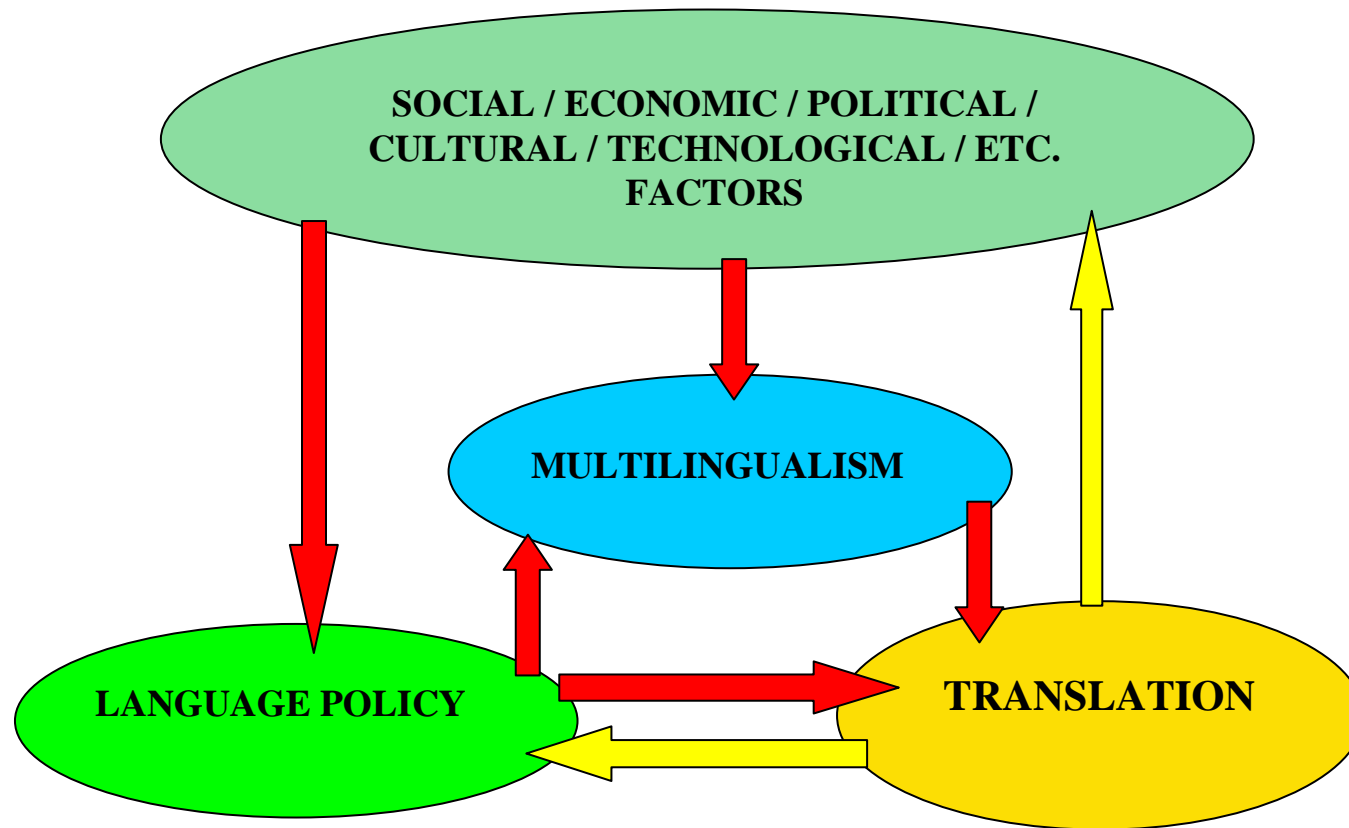 SOCIAL / ECONOMIC / POLITICAL /
CULTURAL / TECHNOLOGICAL / ETC.
FACTORS
MULTILINGUALISM
LANGUAGE POLICY
TRANSLATION